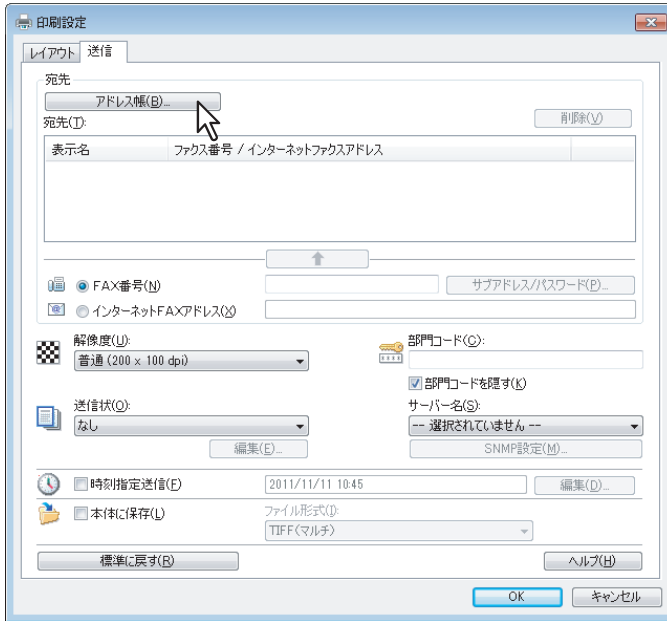 印刷設定
レイアウト 送信
宛先
アドレス帳(B)...
宛先(T): 削除(V)
表示名 ファクス番号 / インターネットファクスアドレス
FAX番号(N) サブアドレス/パスワード(P)...
インターネットFAXアドレス(X)
解像度(U): 部門コード(C):
普通 (200 x 100 dpi)
部門コードを隠す(K)
送信状(O): サーバー名(S):
なし -- 選択されていません --
編集(E)... SNMP設定(M)...
時刻指定送信(F) 2011/11/11 10:45 編集(D)...
本体に保存(L) ファイル形式(I):
TIFF(マルチ)
標準に戻す(R) ヘルプ(H)
OK キャンセル